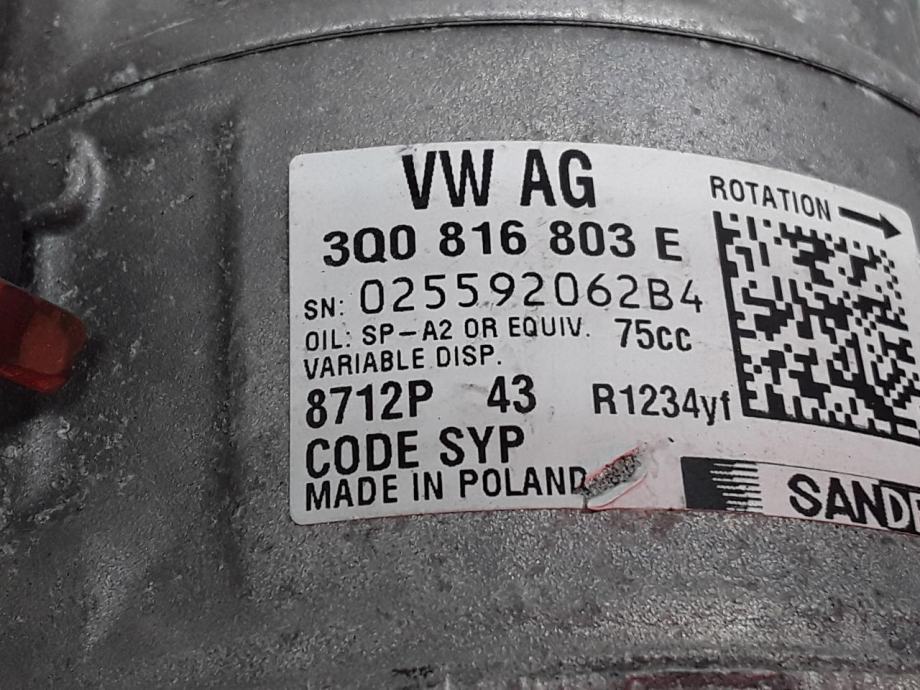 VW AG
ROTATION
3Q0 816 803 E
SN: 025592062B4
OIL: SP-A2 OR EQUIV. 75cc
VARIABLE DISP.
8712P 43 R1234yf
CODE SYP
MADE IN POLAND